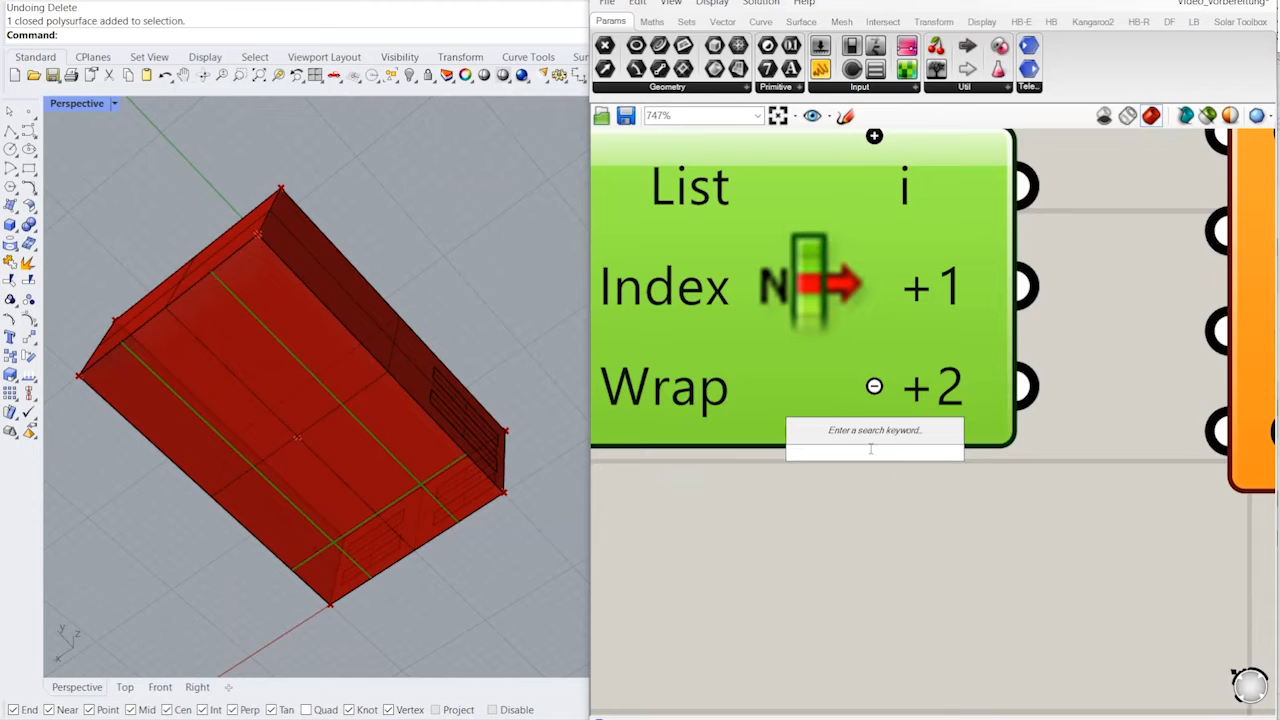 Undoing Delete
1 closed polysurface added to selection.
Command:
Standard CPlanes Set View Display Select Viewport Layout Visibility Transform Curve Tools
Perspective
y
z
x
Perspective Top Front Right
End Near Point Mid Cen Int Perp Tan Quad Knot Vertex Project Disable
File Edit View Display Solution Help
Video_Vorbereitung*
Params Maths Sets Vector Curve Surface Mesh Intersect Transform Display HB-E HB Kangaroo2 HB-R DF LB Solar Toolbox
Geometry Primitive Input Util Tele...
747%
List i
Index N +1
Wrap +2
Enter a search keyword..